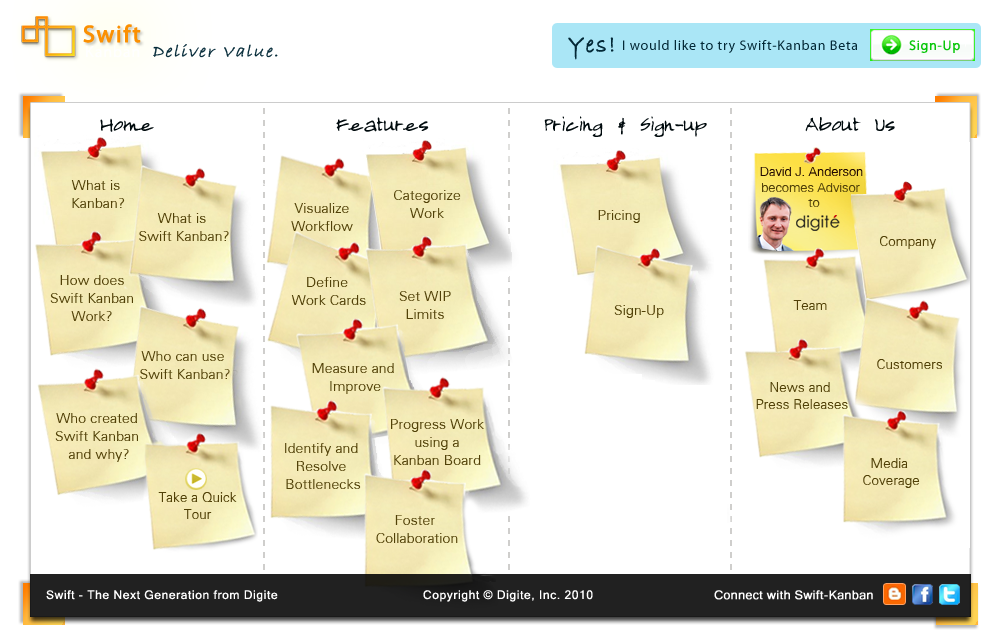 Swift
Deliver Value.
Yes! I would like to try Swift-Kanban Beta
Sign-Up
Home
What is
Kanban?
What is
Swift Kanban?
How does
Swift Kanban
Work?
Who can use
Swift Kanban?
Who created
Swift Kanban
and why?
Take a Quick
Tour
Features
Visualize
Workflow
Categorize
Work
Define
Work Cards
Set WIP
Limits
Measure and
Improve
Progress Work
using a
Kanban Board
Identify and
Resolve
Bottlenecks
Foster
Collaboration
Pricing & Sign-up
Pricing
Sign-Up
About Us
David J. Anderson
becomes Advisor
to
digité
Company
Team
Customers
News and
Press Releases
Media
Coverage
Swift - The Next Generation from Digite
Copyright © Digite, Inc. 2010
Connect with Swift-Kanban